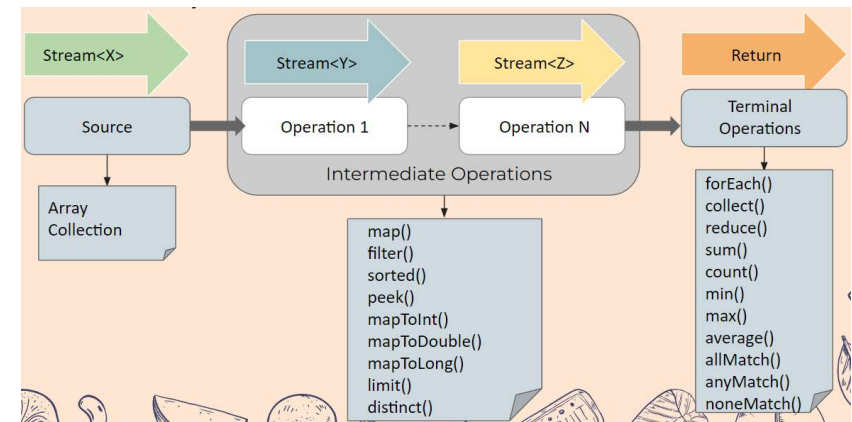 Stream<X>
Stream<Y>
Stream<Z>
Return
Source
Operation 1
Operation N
Terminal
Operations
Intermediate Operations
Array
Collection
map()
filter()
sorted()
peek()
mapToInt()
mapToDouble()
mapToLong()
limit()
distinct()
forEach()
collect()
reduce()
sum()
count()
min()
max()
average()
allMatch()
anyMatch()
noneMatch()